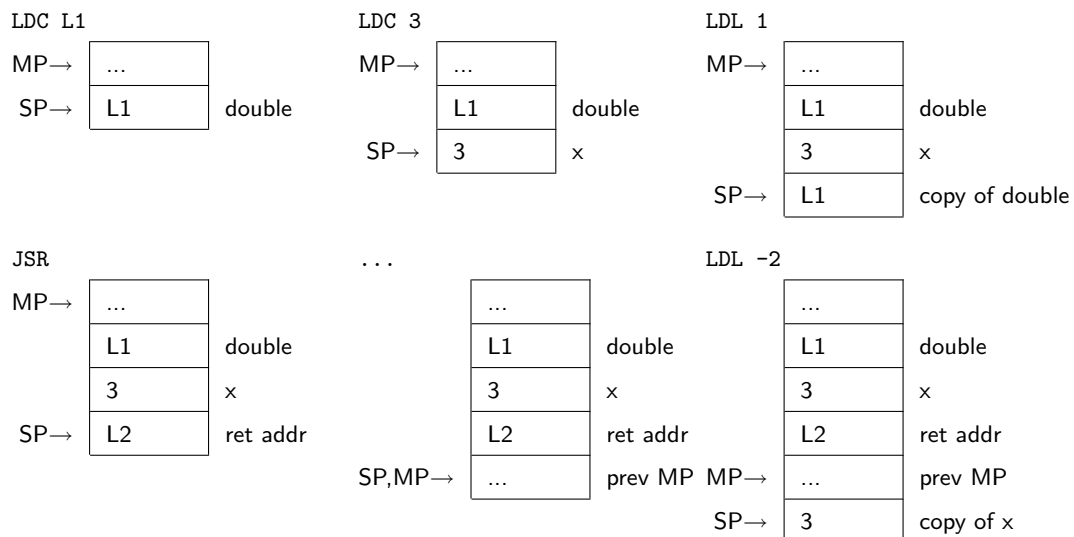 LDC L1 LDC 3 LDL 1
MP→ ... MP→ ... MP→ ...
SP→ L1 double L1 double L1 double
SP→ 3 x 3 x
SP→ L1 copy of double
JSR ... LDL -2
MP→ ... ... ...
L1 double L1 double L1 double
3 x 3 x 3 x
SP→ L2 ret addr L2 ret addr L2 ret addr
SP,MP→ ... prev MP MP→ ... prev MP
SP→ 3 copy of x